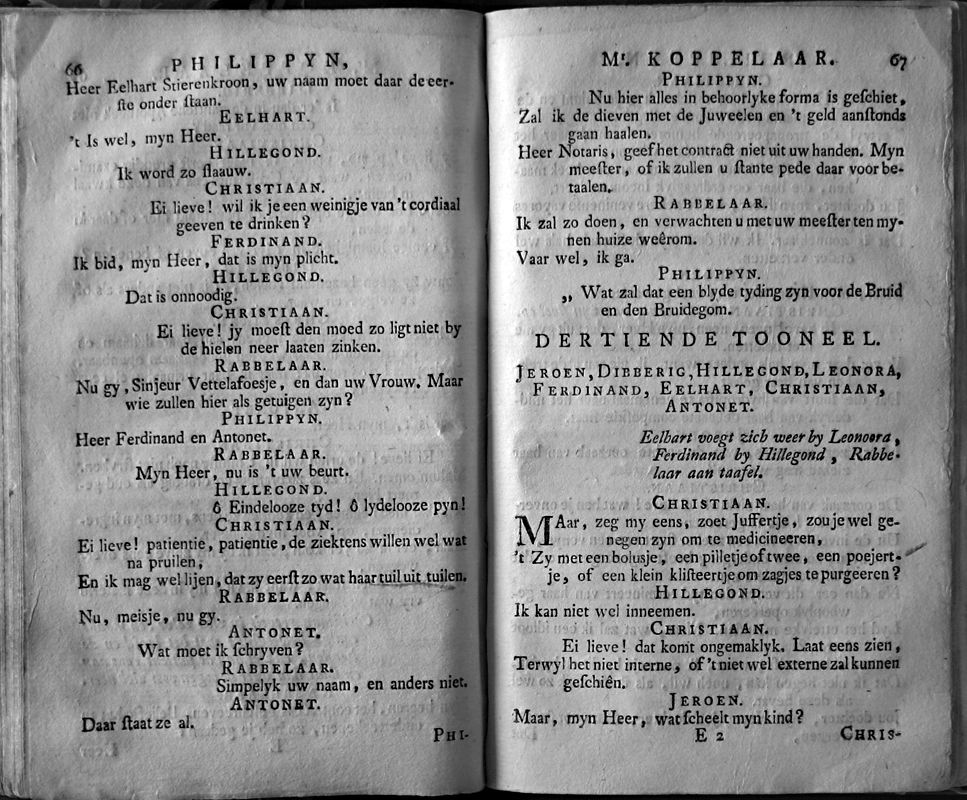 66 PHILIPPYN,
Heer Eelhart Stierenkroon, uw naam moet daar de eer-
ſte onder ſtaan.
EELHART.
't Is wel, myn Heer.
HILLEGOND.
Ik word zo flaauw.
CHRISTIAAN.
Ei lieve! wil ik je een weinigje van 't cordiaal
geeven te drinken?
FERDINAND.
Ik bid, myn Heer, dat is myn plicht.
HILLEGOND.
Dat is onnoodig.
CHRISTIAAN.
Ei lieve! jy moeſt den moed zo ligt niet by
de hielen neer laaten zinken.
RABBELAAR.
Nu gy, Sinjeur Vettelafoesje, en dan uw Vrouw. Maar
wie zullen hier als getuigen zyn?
PHILIPPYN.
Heer Ferdinand en Antonet.
RABBELAAR.
Myn Heer, nu is 't uw beurt.
HILLEGOND.
ô Eindelooze tyd! ô lydelooze pyn!
CHRISTIAAN.
Ei lieve! patientie, patientie, de ziektens willen wel wat
na pruilen,
En ik mag wel lijen, dat zy eerſt zo wat haar tuil uit tuilen.
RABBELAAR.
Nu, meisje, nu gy.
ANTONET.
Wat moet ik ſchryven?
RABBELAAR.
Simpelyk uw naam, en anders niet.
ANTONET.
Daar ſtaat ze al.
PHI-
Mr. KOPPELAAR. 67
PHILIPPYN.
Nu hier alles in behoorlyke forma is geſchiet,
Zal ik de dieven met de Juweelen en 't geld aanſtonds
gaan haalen.
Heer Notaris, geef het contract niet uit uw handen. Myn
meeſter, of ik zullen u ſtante pede daar voor be-
taalen.
RABBELAAR.
Ik zal zo doen, en verwachten u met uw meeſter ten my-
nen huize weêrom.
Vaar wel, ik ga.
PHILIPPYN.
„ Wat zal dat een blyde tyding zyn voor de Bruid
en den Bruidegom.
DERTIENDE TOONEEL.
JEROEN, DIBBERIG, HILLEGOND, LEONORA,
FERDINAND, EELHART, CHRISTIAAN,
ANTONET.
Eelhart voegt zich weer by Leonoora,
Ferdinand by Hillegond, Rabbe-
laar aan taafel.
CHRISTIAAN.
MAar, zeg my eens, zoet Juffertje, zou je wel ge-
negen zyn om te medicineeren,
't Zy met een bolusje, een pilletje of twee, een poejert-
je, of een klein kliſteertje om zagjes te purgeeren?
HILLEGOND.
Ik kan niet wel inneemen.
CHRISTIAAN.
Ei lieve! dat komt ongemaklyk. Laat eens zien,
Terwyl het niet interne, of 't niet wel externe zal kunnen
geſchiên.
JEROEN.
Maar, myn Heer, wat ſcheelt myn kind?
E 2 CHRIS-